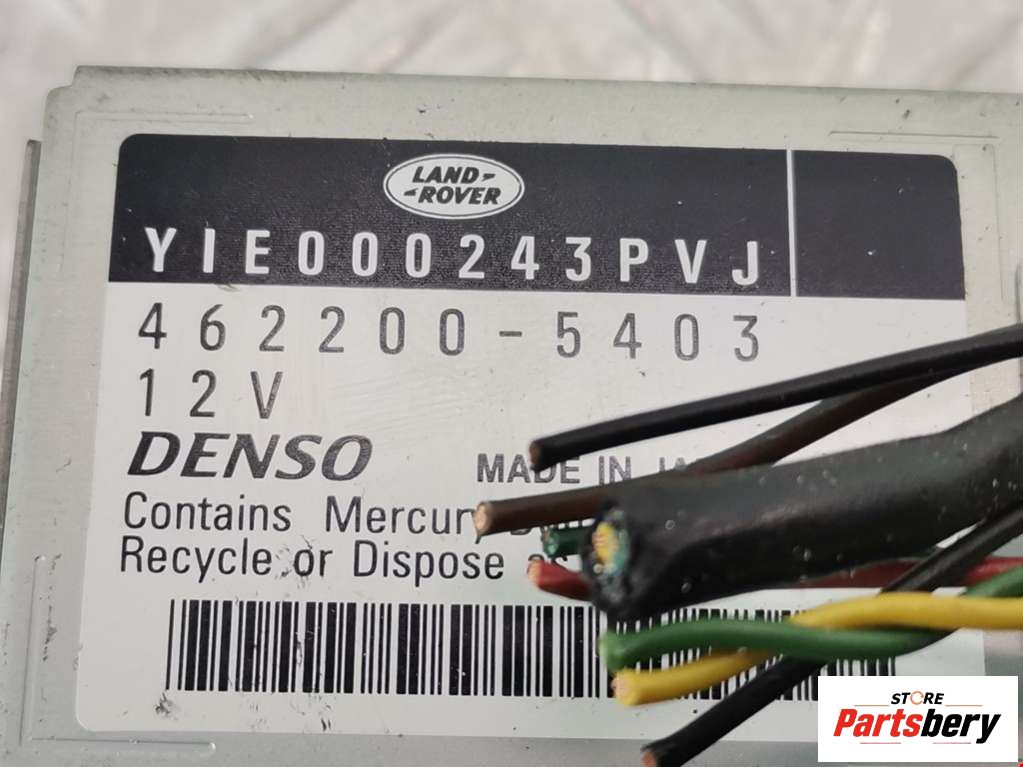 LAND-
-ROVER
YIE000243PVJ
462200-5403
12V
DENSO
MADE IN
Contains
Recycle or Dispose
STORE
Partsbery